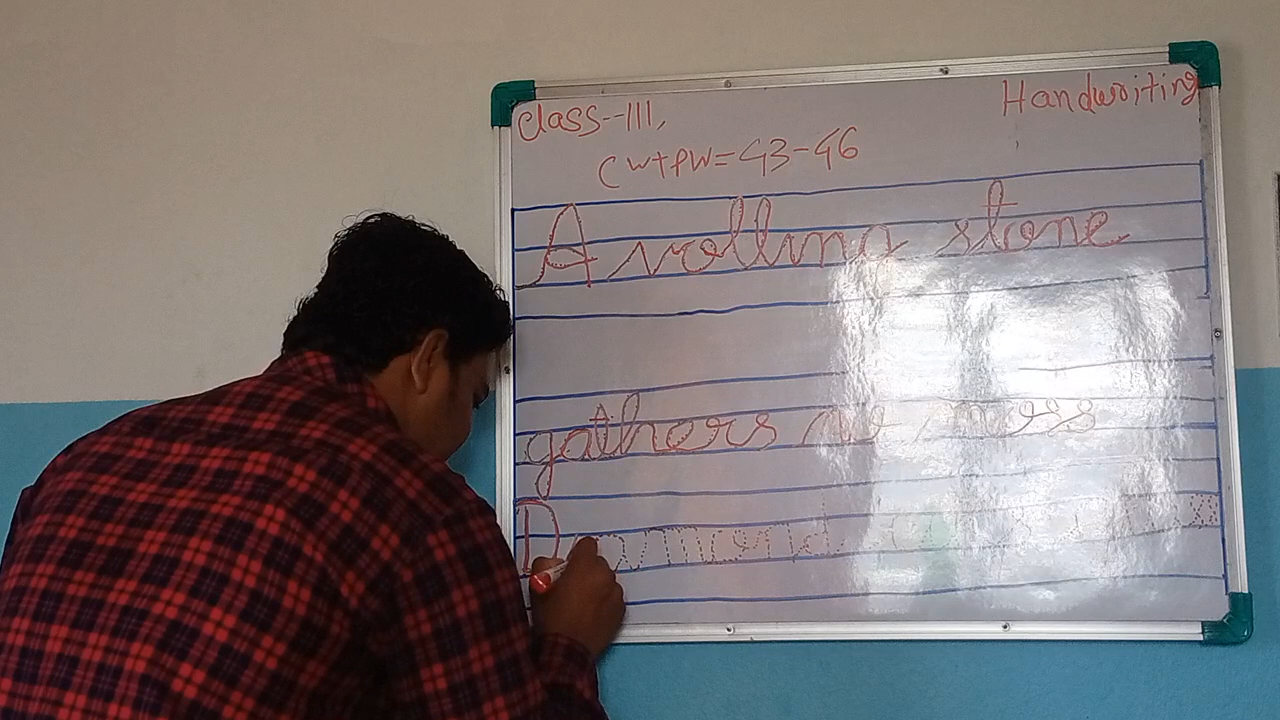 Class--III,
Handwriting
CW+PW=43-46
A rolling stone
gathers no moss
Diamond